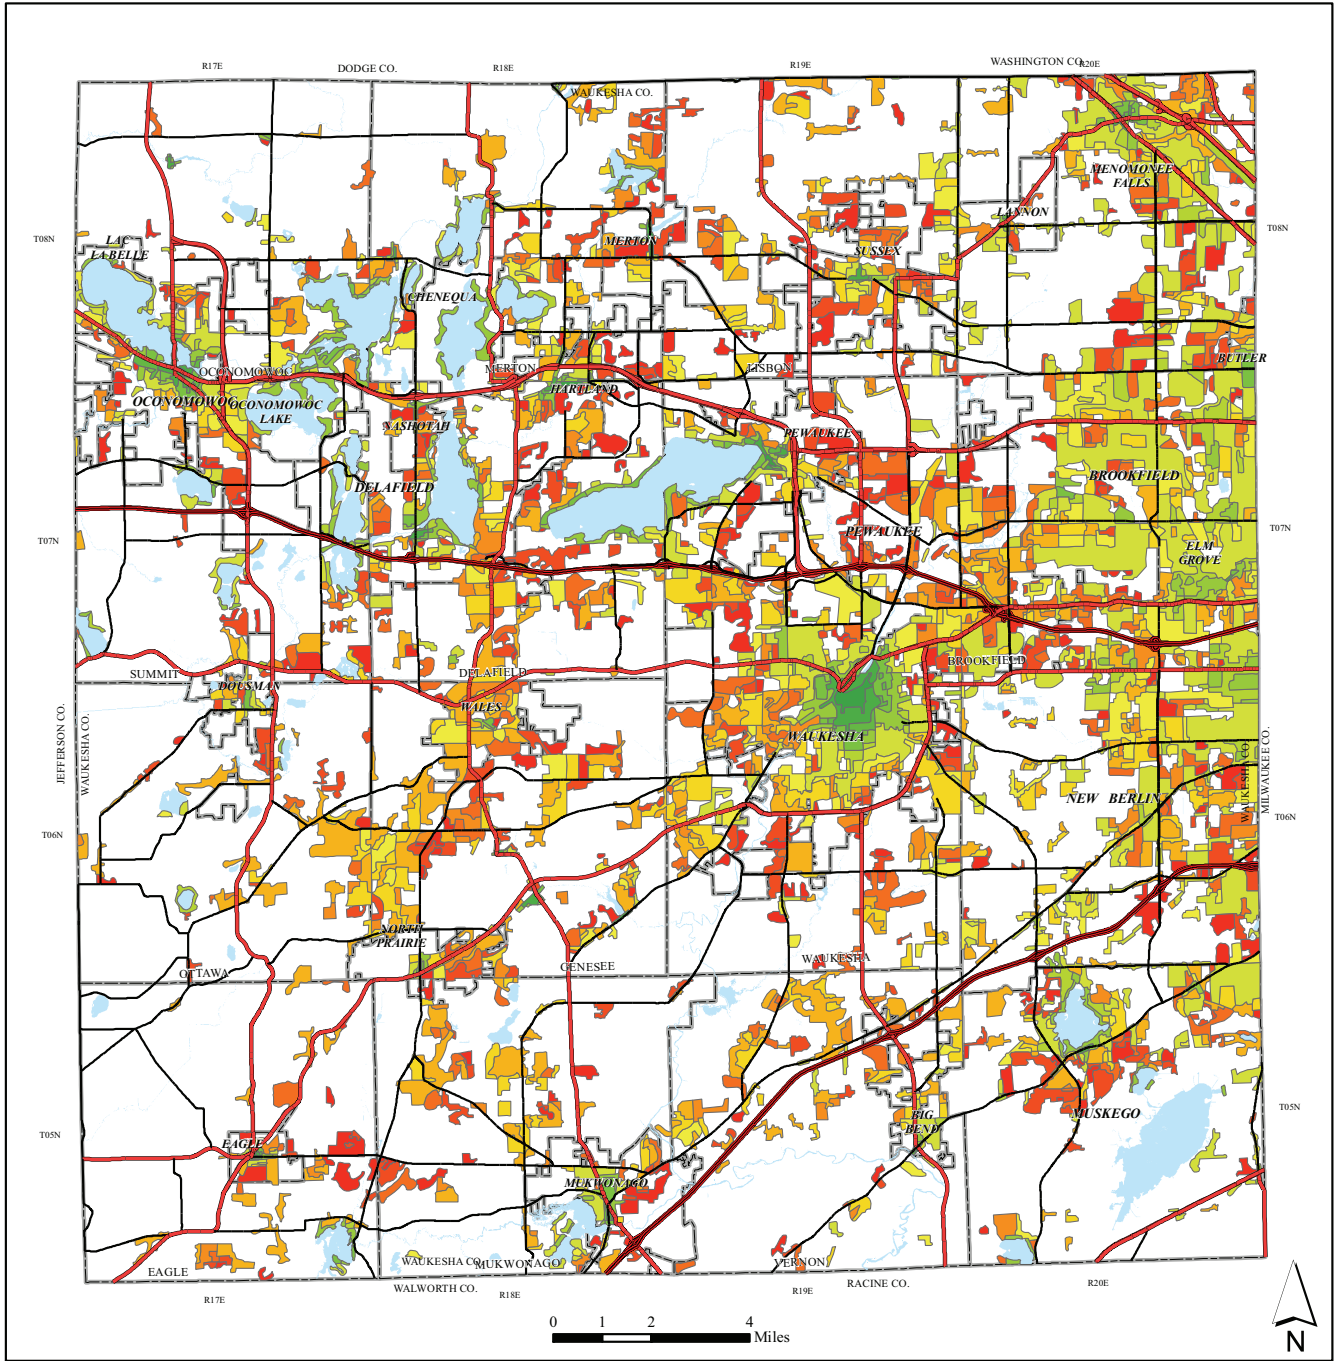 R17E
DODGE CO.
R18E
R19E
WASHINGTON CO.
R20E
WAUKESHA CO.
MENOMONEE
FALLS
LANNON
T08N
T08N
LAC
LA BELLE
MERTON
SUSSEX
CHENEQUA
BUTLER
OCONOMOWOC
MERTON
LISBON
HARTLAND
OCONOMOWOC
OCONOMOWOC
LAKE
NASHOTAH
PEWAUKEE
BROOKFIELD
DELAFIELD
T07N
PEWAUKEE
T07N
ELM
GROVE
SUMMIT
DELAFIELD
BROOKFIELD
DOUSMAN
WALES
JEFFERSON CO.
WAUKESHA CO.
WAUKESHA
WAUKESHA CO.
MILWAUKEE CO.
NEW BERLIN
T06N
T06N
NORTH
PRAIRIE
OTTAWA
GENESEE
WAUKESHA
T05N
T05N
EAGLE
BIG
BEND
MUSKEGO
MUKWONAGO
WAUKESHA CO.
MUKWONAGO
VERNON
EAGLE
WALWORTH CO.
RACINE CO.
R17E
R18E
R19E
R20E
0 1 2 4
Miles
N